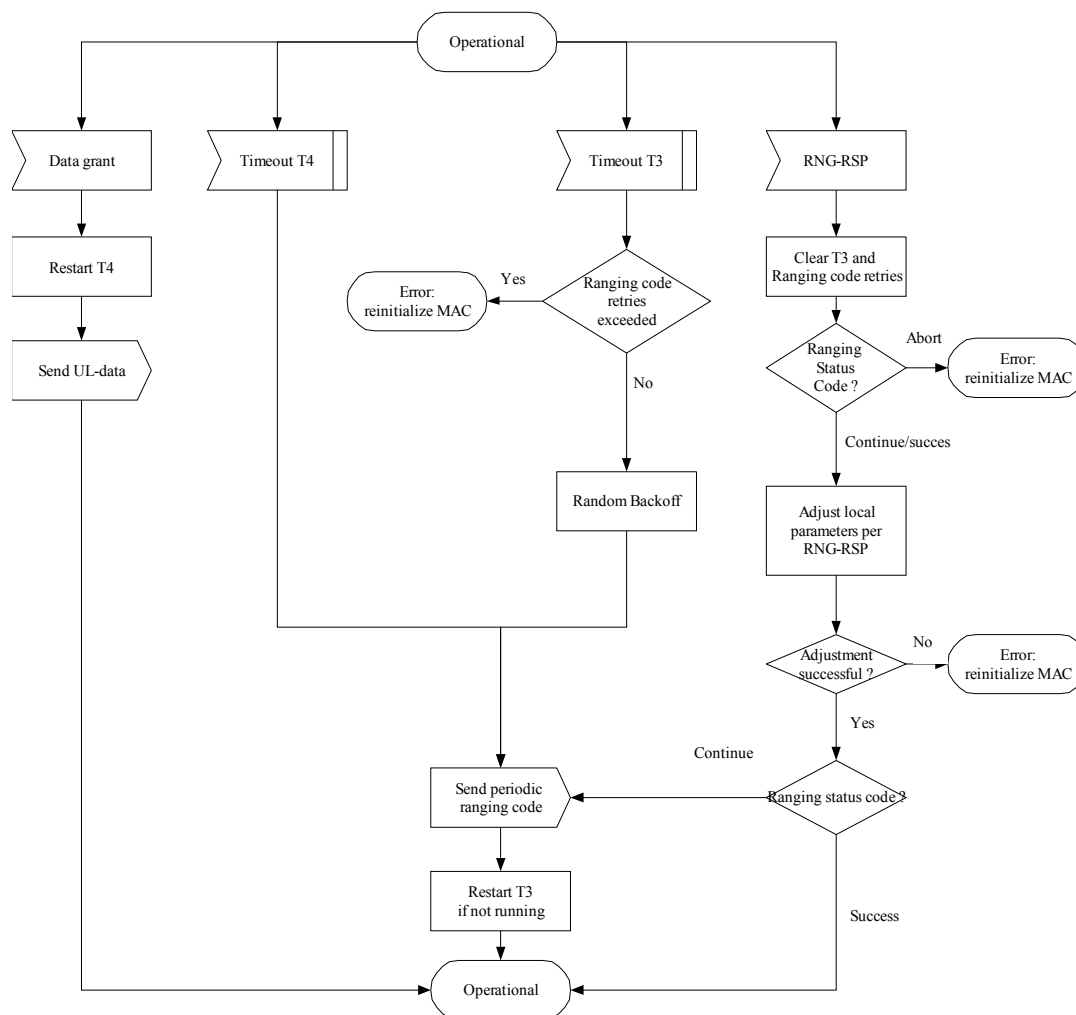 Operational
Data grant
Timeout T4
Timeout T3
RNG-RSP
Restart T4
Clear T3 and
Ranging code retries
Yes
Error:
reinitialize MAC
Ranging code
retries
exceeded
Send UL-data
Ranging
Status
Code ?
Abort
Error:
reinitialize MAC
No
Continue/succes
Random Backoff
Adjust local
parameters per
RNG-RSP
Adjustment
successful ?
No
Error:
reinitialize MAC
Yes
Continue
Send periodic
ranging code
Ranging status code ?
Restart T3
if not running
Success
Operational